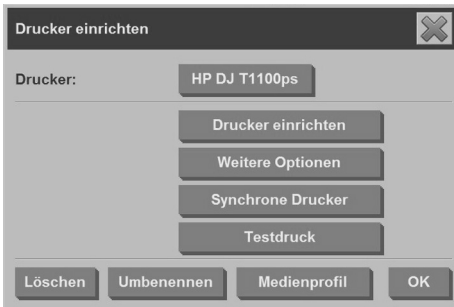 Drucker einrichten
Drucker: HP DJ T1100ps
Drucker einrichten
Weitere Optionen
Synchrone Drucker
Testdruck
Löschen Umbenennen Medienprofil OK